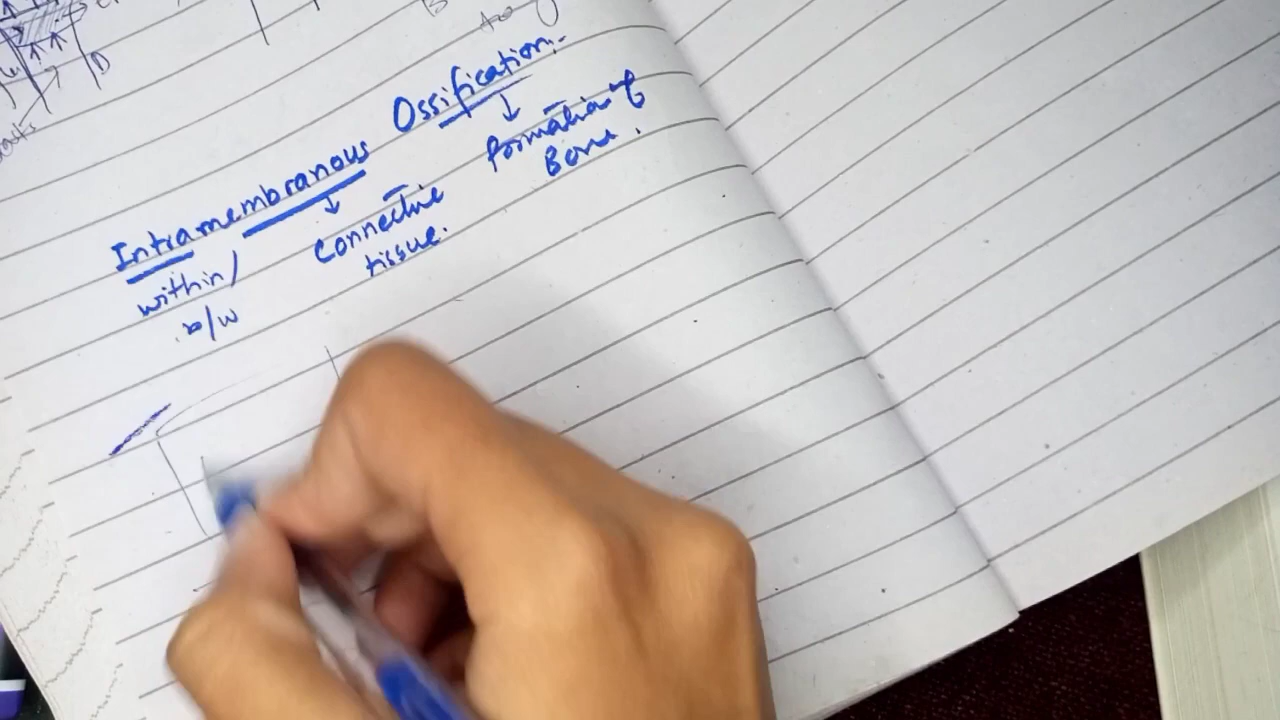 Intramembranous Ossification:-
within/ ↓ Connective tissue. ↓ Formation of Bone.
b/w
D